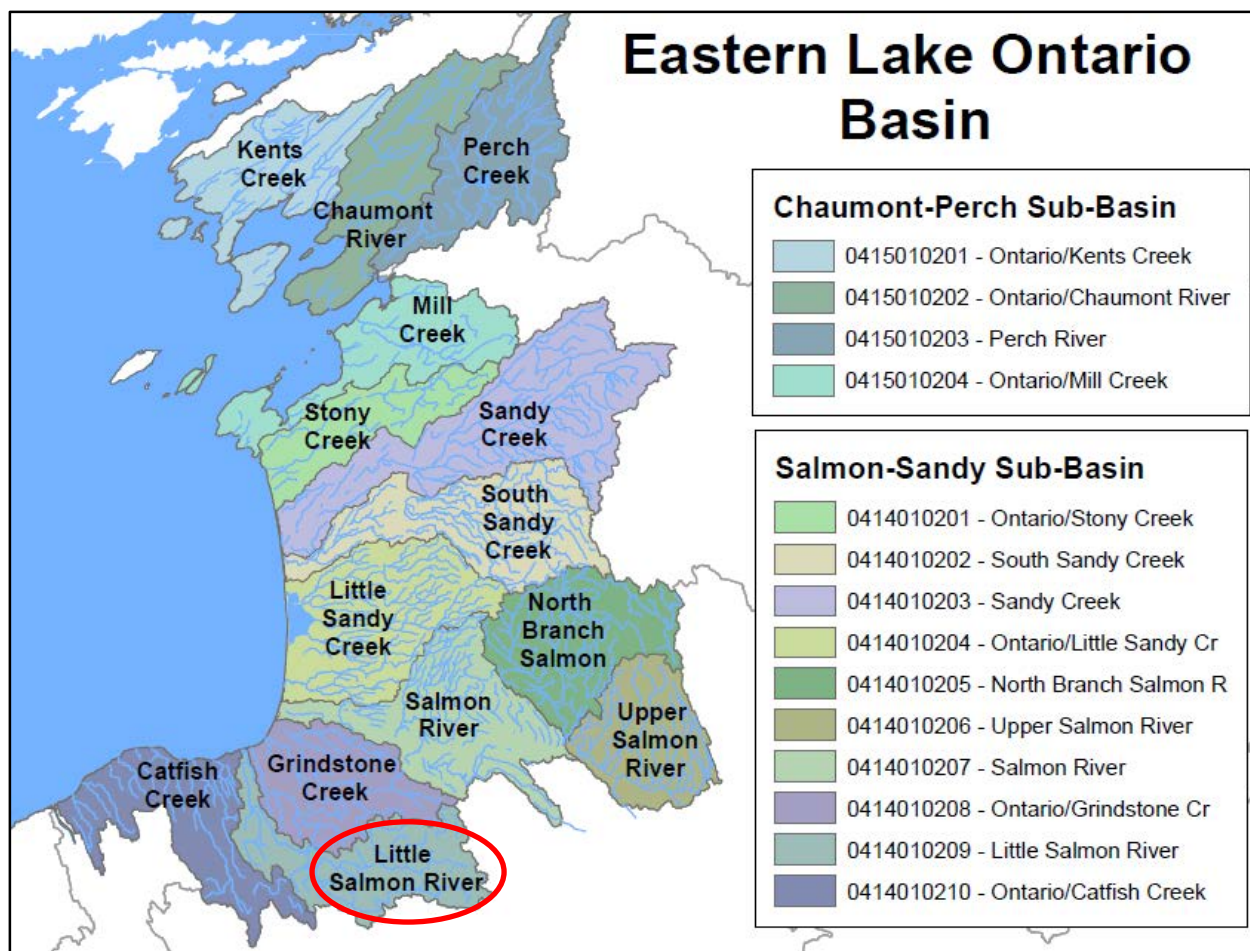 Eastern Lake Ontario
Basin
Kents
Creek
Perch
Creek
Chaumont
River
Mill
Creek
Stony
Creek
Sandy
Creek
South
Sandy
Creek
Little
Sandy
Creek
North
Branch
Salmon
Salmon
River
Upper
Salmon
River
Catfish
Creek
Grindstone
Creek
Little
Salmon River
Chaumont-Perch Sub-Basin
0415010201 - Ontario/Kents Creek
0415010202 - Ontario/Chaumont River
0415010203 - Perch River
0415010204 - Ontario/Mill Creek
Salmon-Sandy Sub-Basin
0414010201 - Ontario/Stony Creek
0414010202 - South Sandy Creek
0414010203 - Sandy Creek
0414010204 - Ontario/Little Sandy Cr
0414010205 - North Branch Salmon R
0414010206 - Upper Salmon River
0414010207 - Salmon River
0414010208 - Ontario/Grindstone Cr
0414010209 - Little Salmon River
0414010210 - Ontario/Catfish Creek